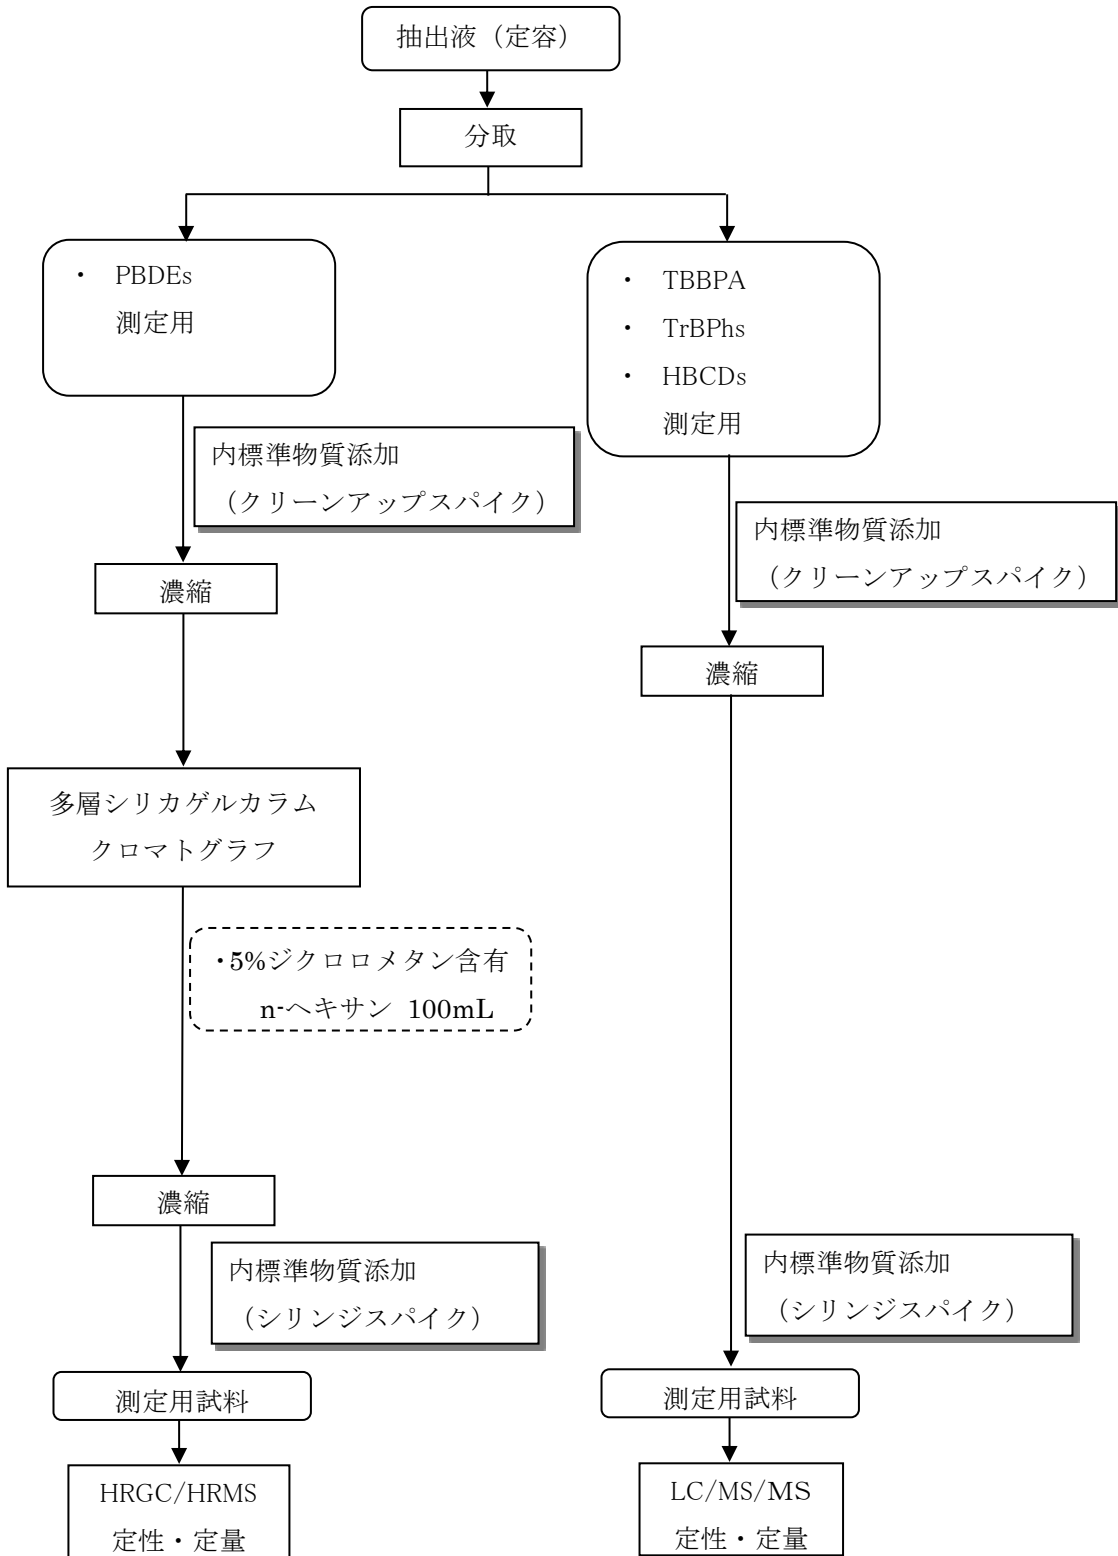 抽出液（定容）
分取
・ PBDEs
測定用
内標準物質添加
（クリーンアップスパイク）
濃縮
多層シリカゲルカラム
クロマトグラフ
・5%ジクロロメタン含有
n-ヘキサン 100mL
濃縮
内標準物質添加
（シリンジスパイク）
測定用試料
HRGC/HRMS
定性・定量
・ TBBPA
・ TrBPhs
・ HBCDs
測定用
内標準物質添加
（クリーンアップスパイク）
濃縮
内標準物質添加
（シリンジスパイク）
測定用試料
LC/MS/MS
定性・定量